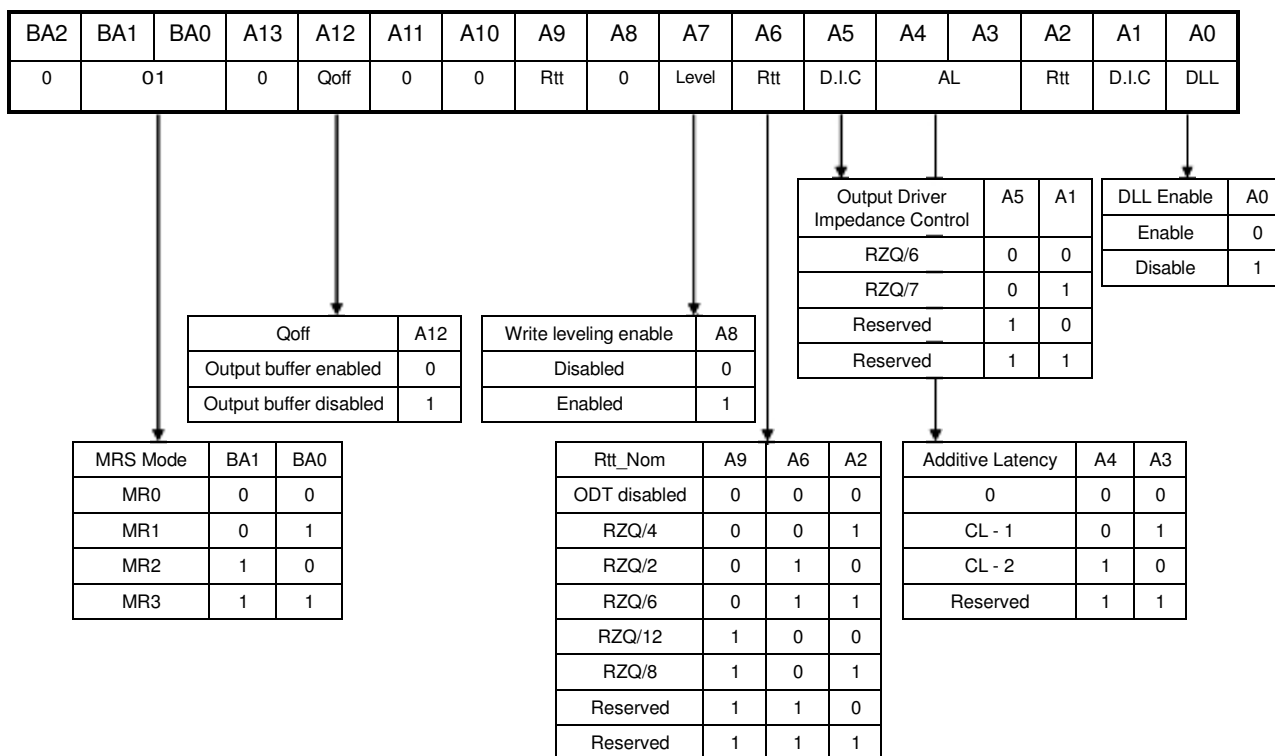 BA2 BA1 BA0 A13 A12 A11 A10 A9 A8 A7 A6 A5 A4 A3 A2 A1 A0
0 01 0 Qoff 0 0 Rtt 0 Level Rtt D.I.C AL Rtt D.I.C DLL
Output Driver
Impedance Control A5 A1
RZQ/6 0 0
RZQ/7 0 1
Reserved 1 0
Reserved 1 1
DLL Enable A0
Enable 0
Disable 1
Qoff A12
Output buffer enabled 0
Output buffer disabled 1
Write leveling enable A8
Disabled 0
Enabled 1
MRS Mode BA1 BA0
MR0 0 0
MR1 0 1
MR2 1 0
MR3 1 1
Rtt_Nom A9 A6 A2
ODT disabled 0 0 0
RZQ/4 0 0 1
RZQ/2 0 1 0
RZQ/6 0 1 1
RZQ/12 1 0 0
RZQ/8 1 0 1
Reserved 1 1 0
Reserved 1 1 1
Additive Latency A4 A3
0 0 0
CL - 1 0 1
CL - 2 1 0
Reserved 1 1